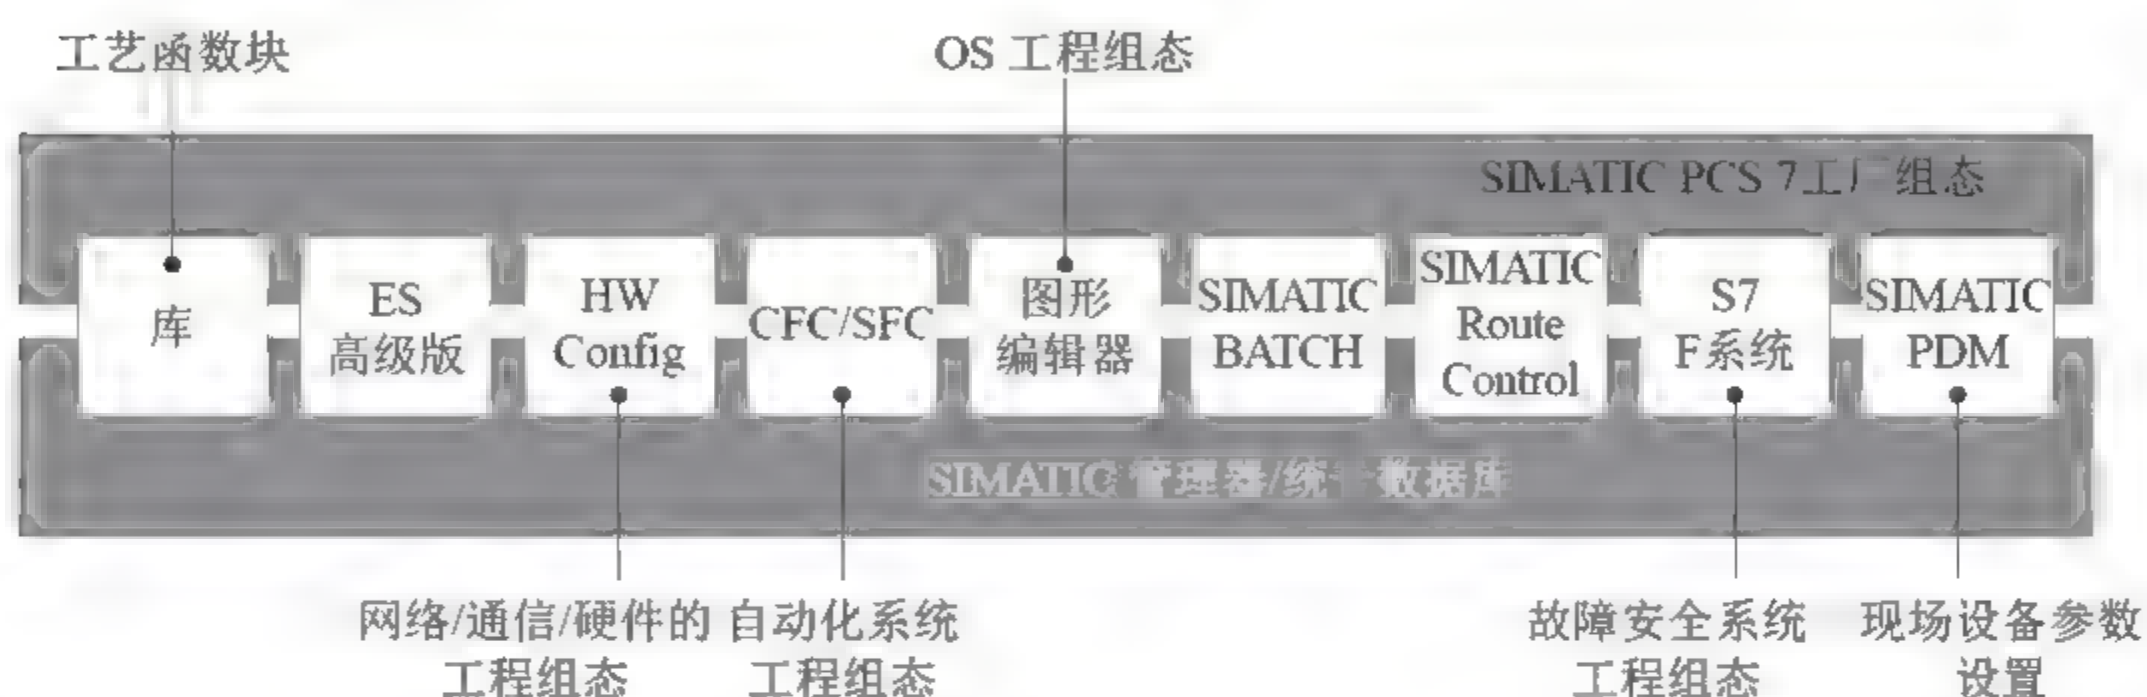 工艺函数块
OS 工程组态
SIMATIC PCS 7工厂组态
库
ES
高级版
HW
Config
CFC/SFC
图形
编辑器
SIMATIC
BATCH
SIMATIC
Route
Control
S7
F系统
SIMATIC
PDM
SIMATIC 管理器/统一数据库
网络/通信/硬件的
工程组态
自动化系统
工程组态
故障安全系统
工程组态
现场设备参数
设置